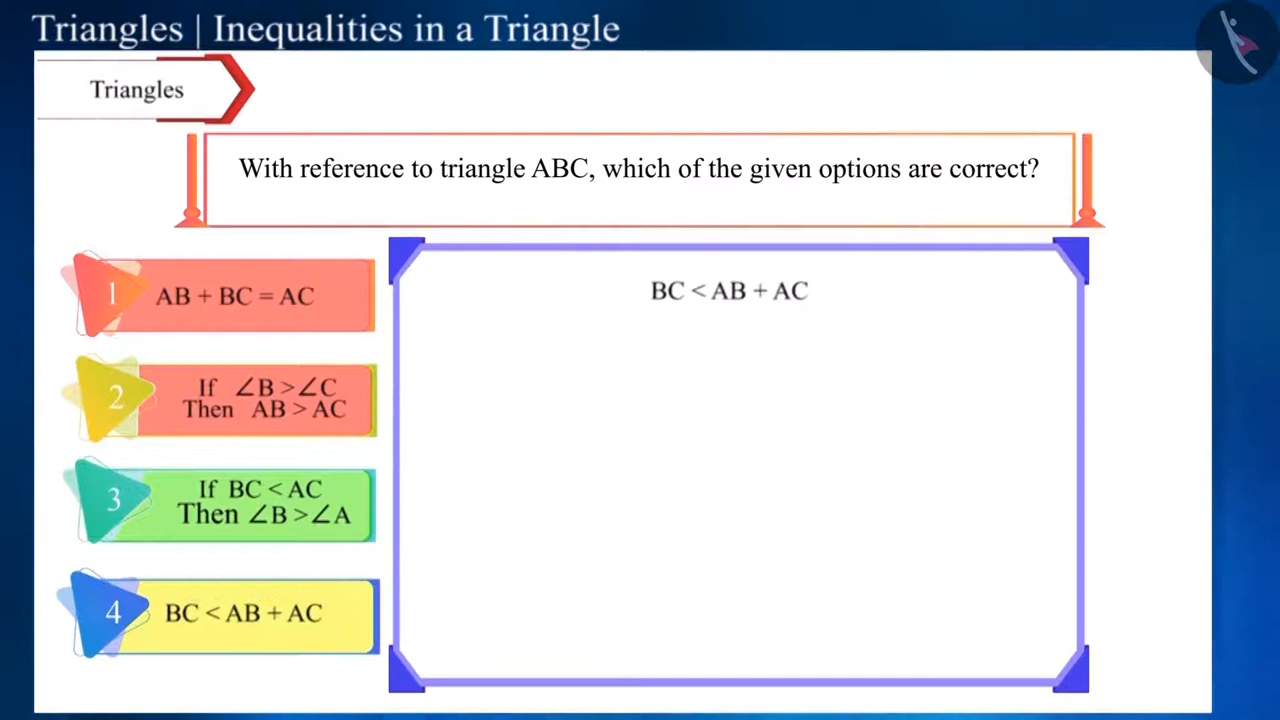 Triangles | Inequalities in a Triangle
Triangles
With reference to triangle ABC, which of the given options are correct?
1 AB + BC = AC
2 If ∠B >∠C
Then AB > AC
3 If BC < AC
Then ∠B >∠A
4 BC < AB + AC
BC < AB + AC